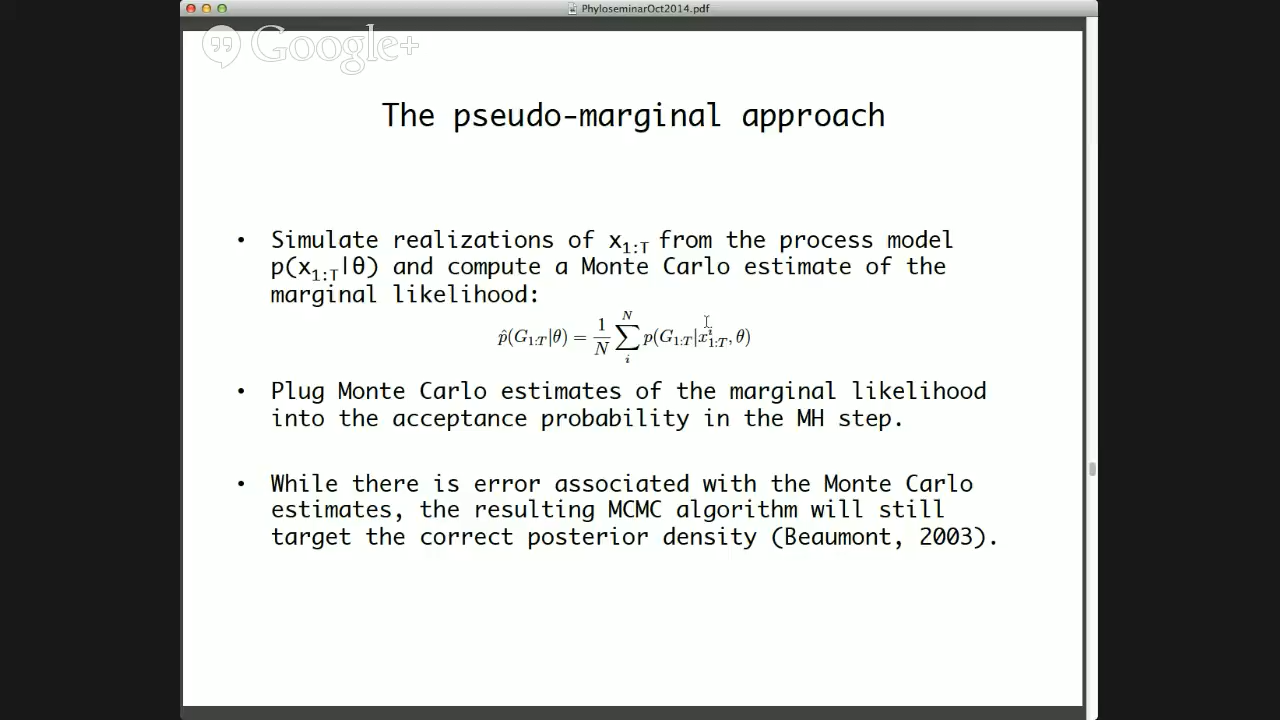 PhyloseminarOct2014.pdf
Google+
The pseudo-marginal approach
• Simulate realizations of x₁:T from the process model
p(x₁:T|θ) and compute a Monte Carlo estimate of the
marginal likelihood:
p̂(G₁:T|θ) = 1/N ∑ᵢᴺ p(G₁:T|xⁱ₁:T, θ)
• Plug Monte Carlo estimates of the marginal likelihood
into the acceptance probability in the MH step.
• While there is error associated with the Monte Carlo
estimates, the resulting MCMC algorithm will still
target the correct posterior density (Beaumont, 2003).